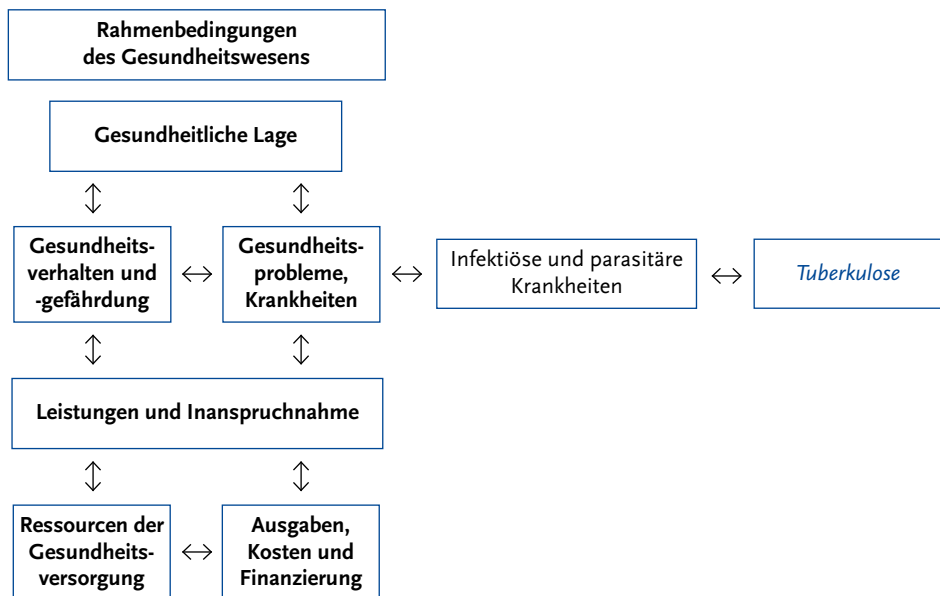 Rahmenbedingungen
des Gesundheitswesens
Gesundheitliche Lage
Gesundheits-
verhalten und
-gefährdung
Gesundheits-
probleme,
Krankheiten
Infektiöse und parasitäre
Krankheiten
Tuberkulose
Leistungen und Inanspruchnahme
Ressourcen der
Gesundheits-
versorgung
Ausgaben,
Kosten und
Finanzierung